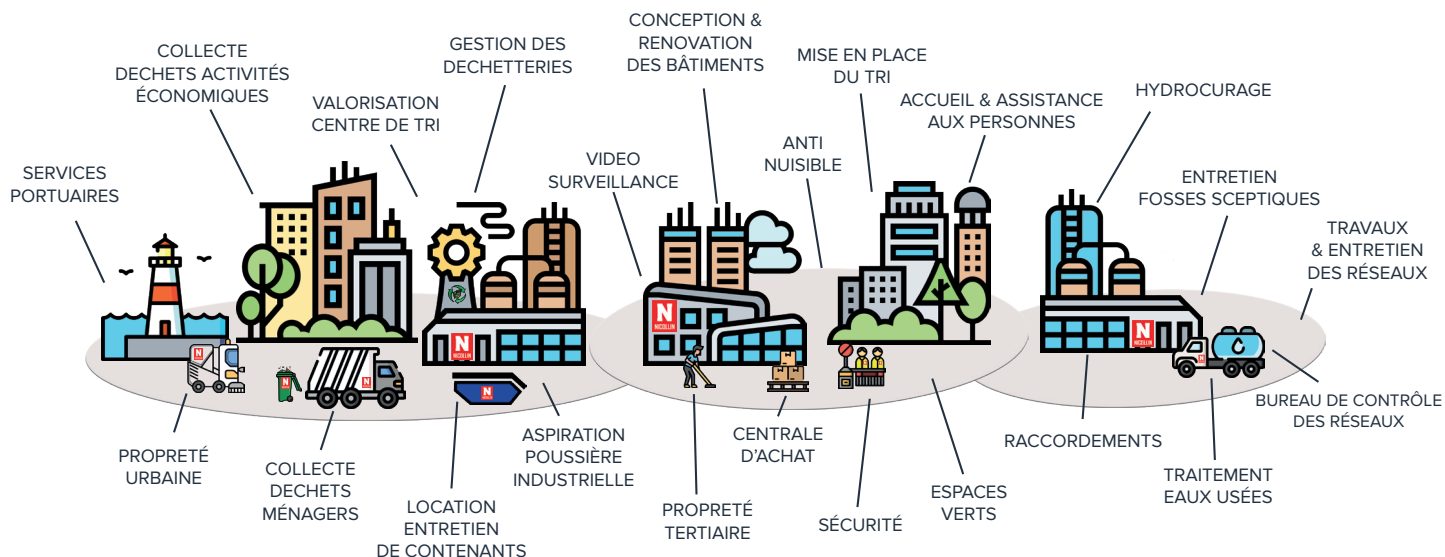 COLLECTE
DECHETS ACTIVITÉS
ÉCONOMIQUES
GESTION DES
DECHETTERIES
CONCEPTION &
RENOVATION
DES BÂTIMENTS
MISE EN PLACE
DU TRI
HYDROCURAGE
VALORISATION
CENTRE DE TRI
ACCUEIL & ASSISTANCE
AUX PERSONNES
SERVICES
PORTUAIRES
VIDEO
SURVEILLANCE
ANTI
NUISIBLE
ENTRETIEN
FOSSES SCEPTIQUES
TRAVAUX
& ENTRETIEN
DES RÉSEAUX
N
NICOLLIN
N
NICOLLIN
N
NICOLLIN
N
N
N
N
N
PROPRETÉ
URBAINE
COLLECTE
DECHETS
MÉNAGERS
LOCATION
ENTRETIEN
DE CONTENANTS
ASPIRATION
POUSSIÈRE
INDUSTRIELLE
PROPRETÉ
TERTIAIRE
CENTRALE
D'ACHAT
SÉCURITÉ
ESPACES
VERTS
RACCORDEMENTS
TRAITEMENT
EAUX USÉES
BUREAU DE CONTRÔLE
DES RÉSEAUX